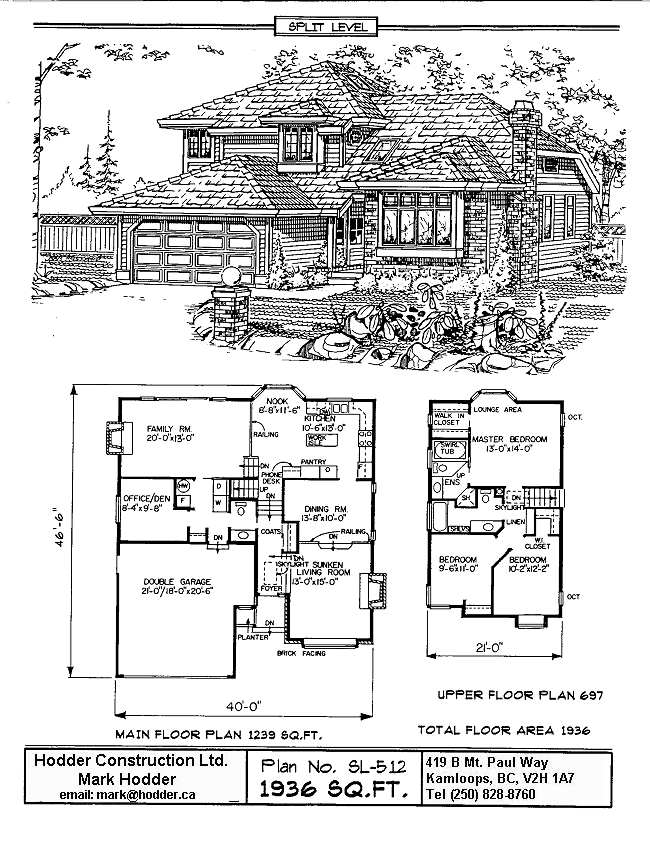 SPLIT LEVEL
NOOK
8'-8"x11'-6"
KITCHEN
10'-6"x13'-0"
DW
WORK
ISLE
FAMILY RM.
20'-0"x13'-0"
RAILING
PANTRY
F
DN
PHONE
DESK
UP
OFFICE/DEN
8'-4"x9'-8"
HW
F
D
W
DINING RM.
13'-8"x10'-0"
COATS
RAILING
DN
DN
SKYLIGHT
SUNKEN
LIVING ROOM
13'-0"x15'-0"
DN
FOYER
DOUBLE GARAGE
21'-0"/18'-0"x20'-6"
DN
PLANTER
BRICK FACING
46'-6"
40'-0"
MAIN FLOOR PLAN 1239 SQ.FT.
LOUNGE AREA
OCT.
WALK IN
CLOSET
MASTER BEDROOM
13'-0"x14'-0"
SWIRL
TUB
UP
ENS
SH
DN
SKYLIGHT
LINEN
SHLVS
W.I.
CLOSET
BEDROOM
9'-6"x11'-0"
BEDROOM
10'-2"x12'-2"
OCT
21'-0"
UPPER FLOOR PLAN 697
TOTAL FLOOR AREA 1936
Hodder Construction Ltd.
Mark Hodder
email: mark@hodder.ca
Plan No. SL-512
1936 SQ.FT.
419 B Mt. Paul Way
Kamloops, BC, V2H 1A7
Tel (250) 828-8760